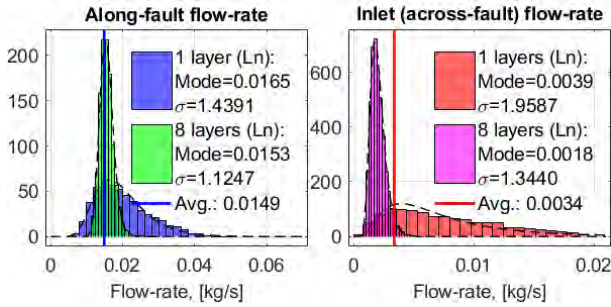 Along-fault flow-rate
200
150
100
50
0
0
0.02
0.04
0.06
Flow-rate, [kg/s]
1 layer (Ln):
Mode=0.0165
σ=1.4391
8 layers (Ln):
Mode=0.0153
σ=1.1247
Avg.: 0.0149
Inlet (across-fault) flow-rate
600
400
200
0
0
0.01
0.02
Flow-rate, [kg/s]
1 layers (Ln):
Mode=0.0039
σ=1.9587
8 layers (Ln):
Mode=0.0018
σ=1.3440
Avg.: 0.0034